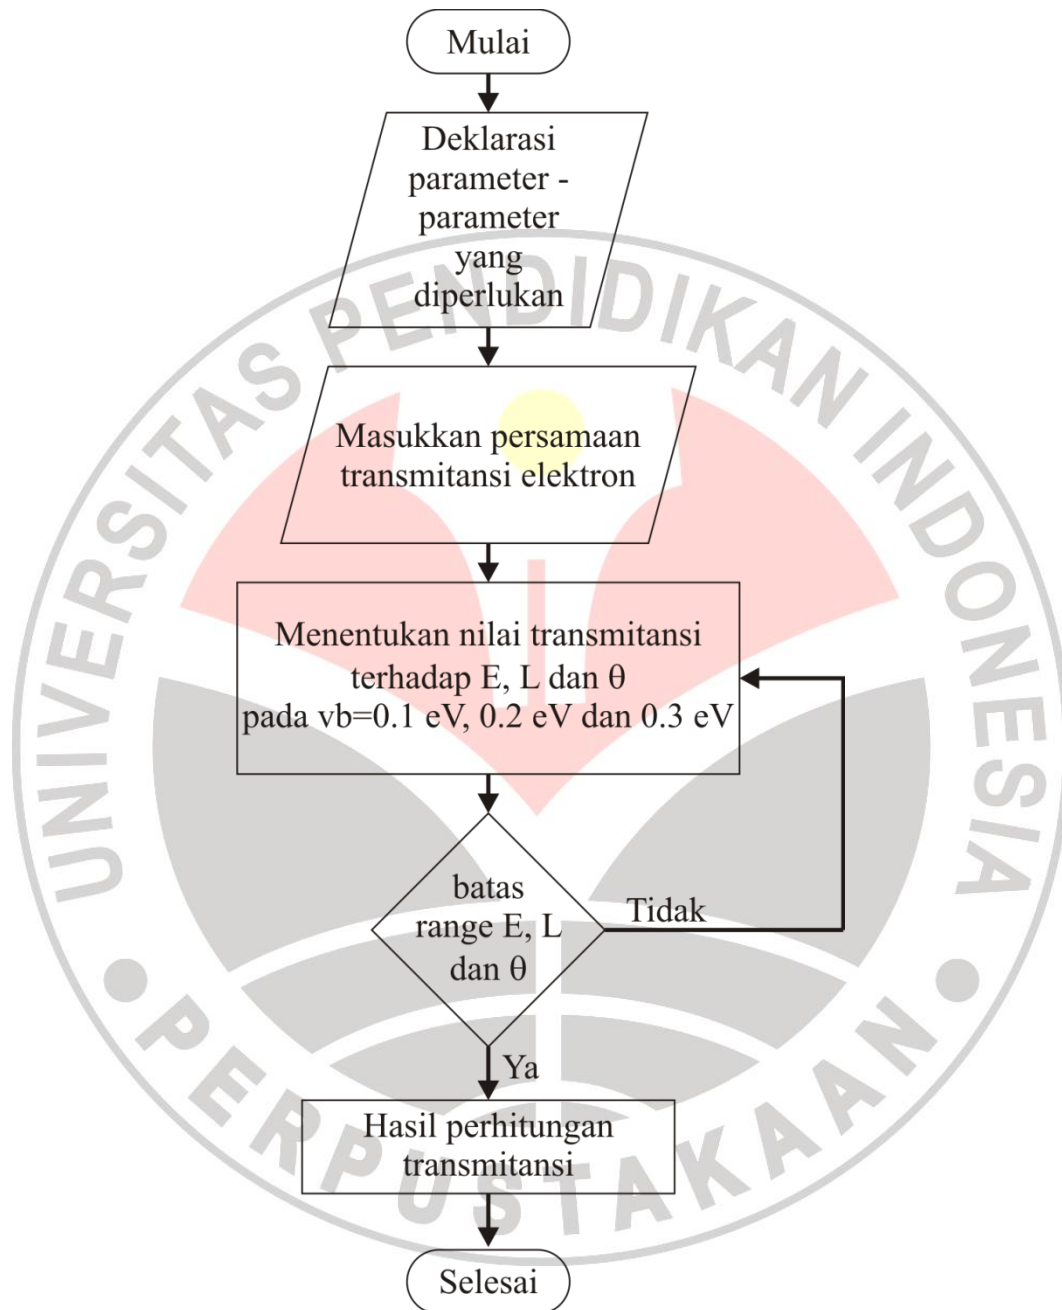 Mulai
Deklarasi
parameter -
parameter
yang
diperlukan
UNIVERSITAS PENDIDIKAN INDONESIA
Masukkan persamaan
transmitansi elektron
Menentukan nilai transmitansi
terhadap E, L dan θ
pada vb=0.1 eV, 0.2 eV dan 0.3 eV
batas
range E, L
dan θ
Tidak
Ya
Hasil perhitungan
transmitansi
PERPUSTAKAAN
Selesai